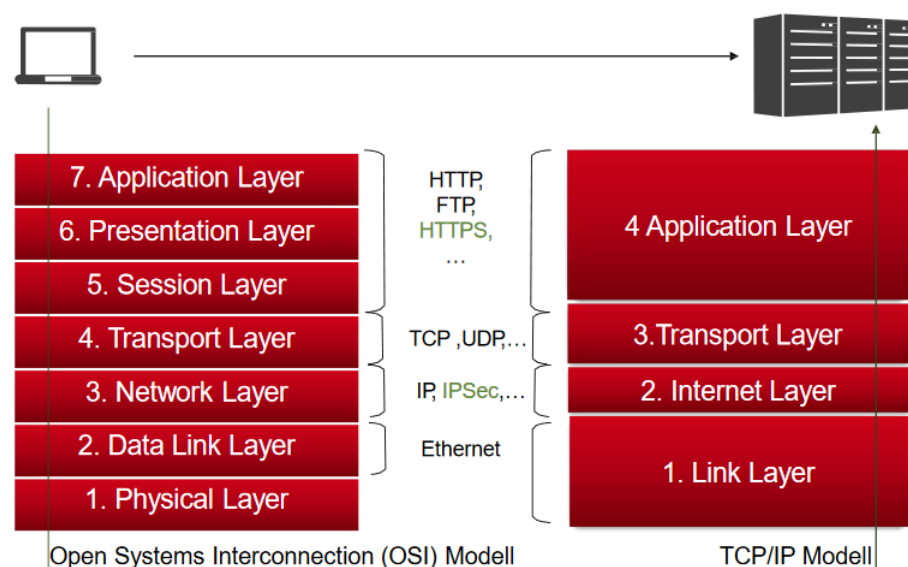 7. Application Layer
6. Presentation Layer
5. Session Layer
4. Transport Layer
3. Network Layer
2. Data Link Layer
1. Physical Layer
HTTP,
FTP,
HTTPS,
...
TCP ,UDP,...
IP, IPSec,...
Ethernet
4 Application Layer
3.Transport Layer
2. Internet Layer
1. Link Layer
Open Systems Interconnection (OSI) Modell
TCP/IP Modell